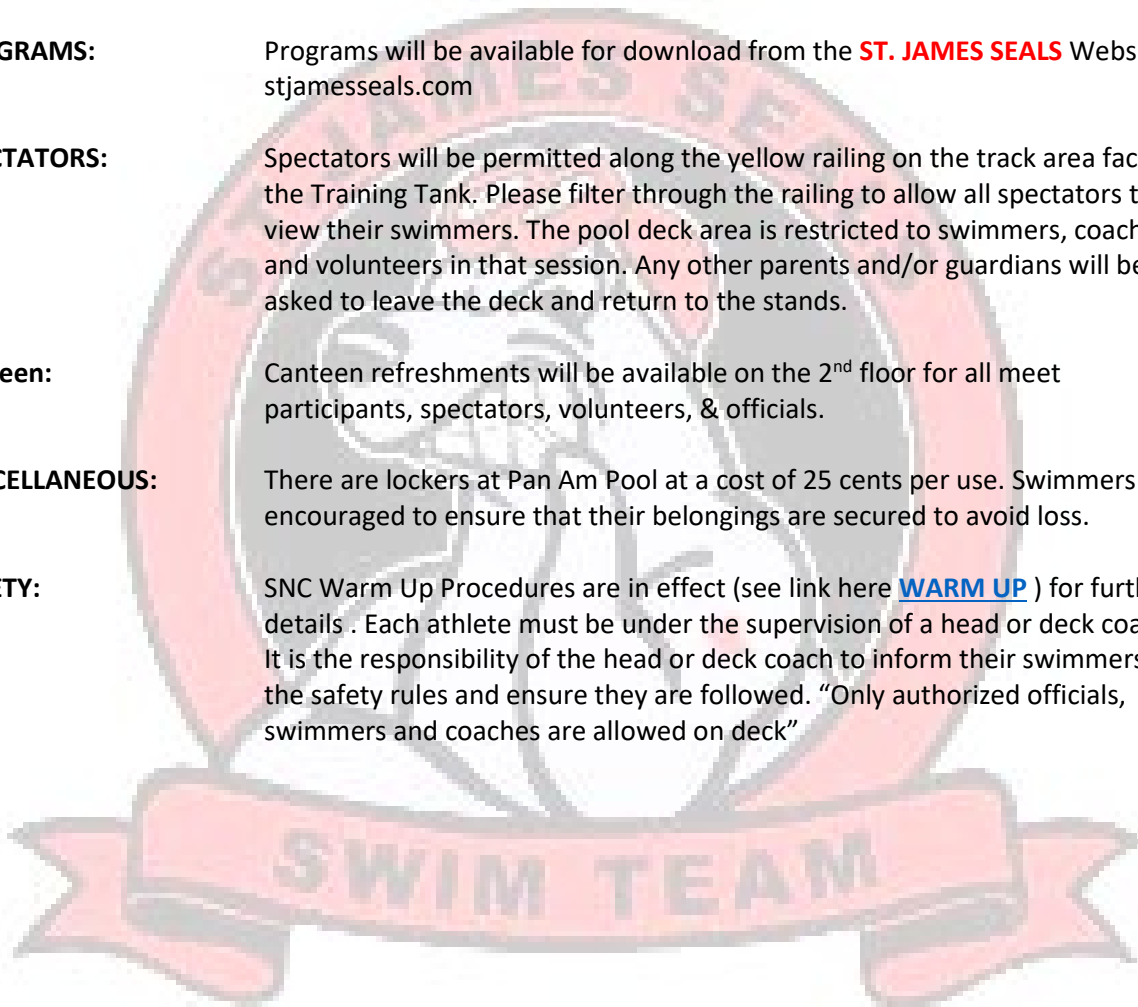 GRAMS: Programs will be available for download from the ST. JAMES SEALS Webs
stjamesseals.com
CTATORS: Spectators will be permitted along the yellow railing on the track area fac
the Training Tank. Please filter through the railing to allow all spectators t
view their swimmers. The pool deck area is restricted to swimmers, coach
and volunteers in that session. Any other parents and/or guardians will be
asked to leave the deck and return to the stands.
een: Canteen refreshments will be available on the 2nd floor for all meet
participants, spectators, volunteers, & officials.
CELLANEOUS: There are lockers at Pan Am Pool at a cost of 25 cents per use. Swimmers
encouraged to ensure that their belongings are secured to avoid loss.
ETY: SNC Warm Up Procedures are in effect (see link here WARM UP ) for furt
details . Each athlete must be under the supervision of a head or deck coa
It is the responsibility of the head or deck coach to inform their swimmers
the safety rules and ensure they are followed. “Only authorized officials,
swimmers and coaches are allowed on deck”
ST. JAMES SEALS
SWIM TEAM